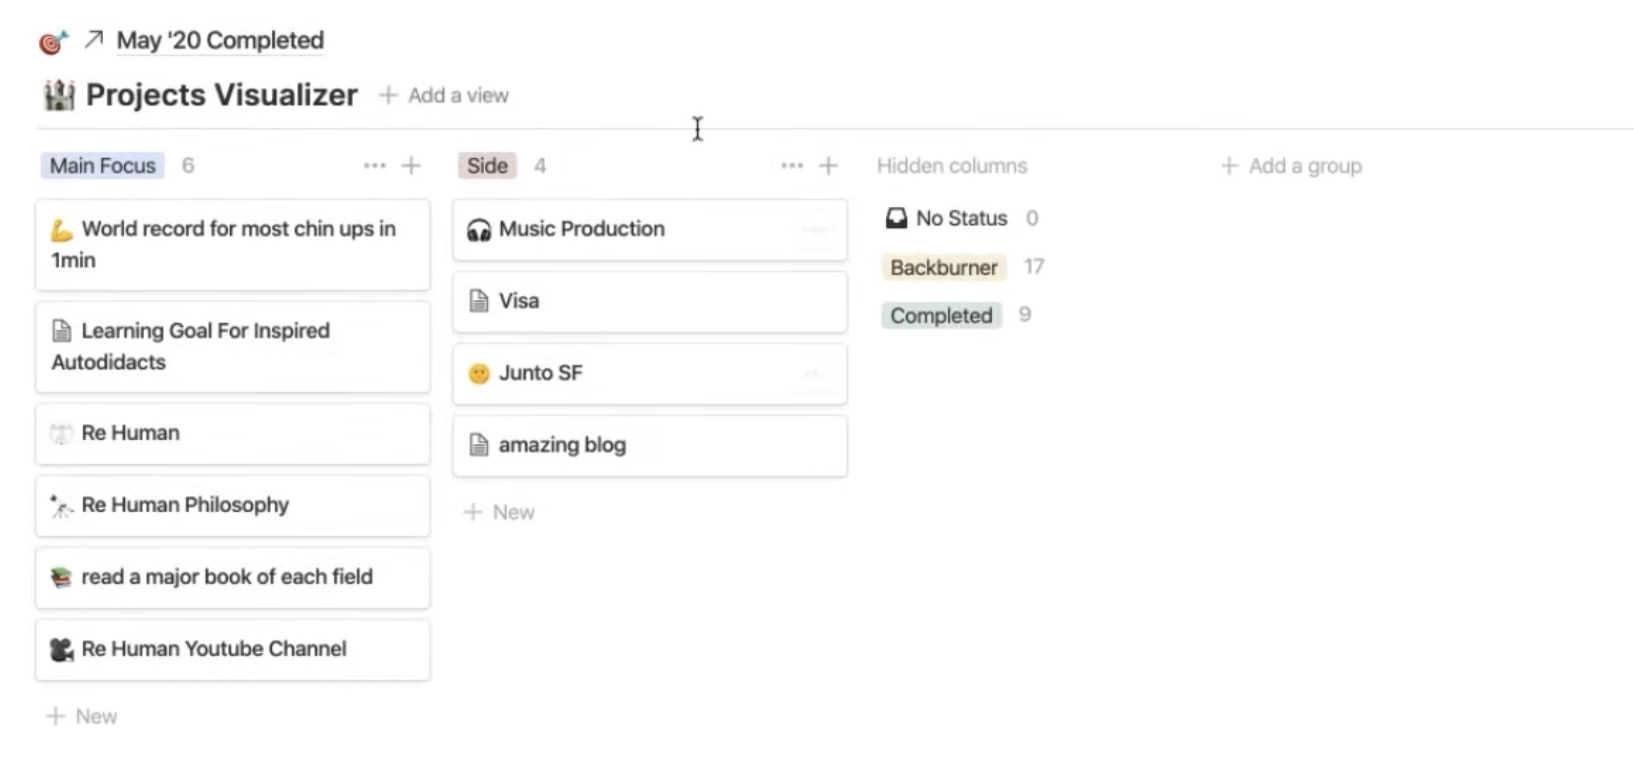 May '20 Completed
Projects Visualizer + Add a view
Main Focus 6 ... +
World record for most chin ups in
1min
Learning Goal For Inspired
Autodidacts
Re Human
Re Human Philosophy
read a major book of each field
Re Human Youtube Channel
+ New
Side 4 ... +
Music Production
Visa
Junto SF
amazing blog
+ New
Hidden columns
No Status 0
Backburner 17
Completed 9
+ Add a group